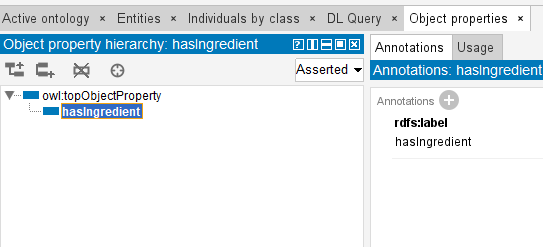 Active ontology × Entities × Individuals by class × DL Query × Object properties ×
Object property hierarchy: hasIngredient
Asserted
owl:topObjectProperty
hasIngredient
Annotations Usage
Annotations: hasIngredient
Annotations
rdfs:label
hasIngredient